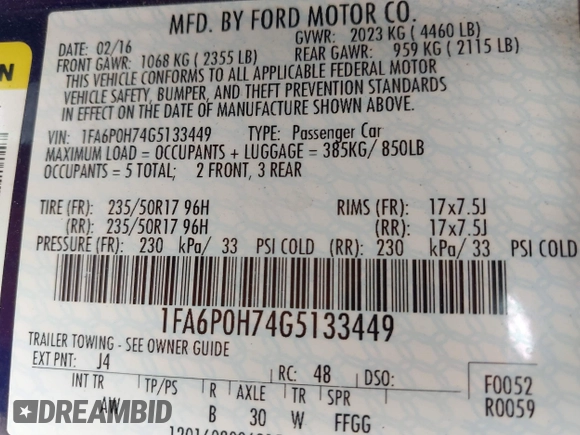 MFD. BY FORD MOTOR CO.
DATE: 02/16 GVWR: 2023 KG ( 4460 LB)
FRONT GAWR: 1068 KG ( 2355 LB) REAR GAWR: 959 KG ( 2115 LB)
THIS VEHICLE CONFORMS TO ALL APPLICABLE FEDERAL MOTOR
VEHICLE SAFETY, BUMPER, AND THEFT PREVENTION STANDARDS
IN EFFECT ON THE DATE OF MANUFACTURE SHOWN ABOVE.
VIN: 1FA6P0H74G5133449 TYPE: Passenger Car
MAXIMUM LOAD = OCCUPANTS + LUGGAGE = 385KG/ 850LB
OCCUPANTS = 5 TOTAL; 2 FRONT, 3 REAR
TIRE (FR): 235/50R17 96H RIMS (FR): 17x7.5J
(RR): 235/50R17 96H (RR): 17x7.5J
PRESSURE (FR): 230 kPa/ 33 PSI COLD (RR): 230 kPa/ 33 PSI COLD
1FA6P0H74G5133449
TRAILER TOWING - SEE OWNER GUIDE
EXT PNT: J4 RC: 48 DSO: F0052
INT TR TP/PS R AXLE TR SPR R0059
AW B 30 W FFGG
DREAMBID